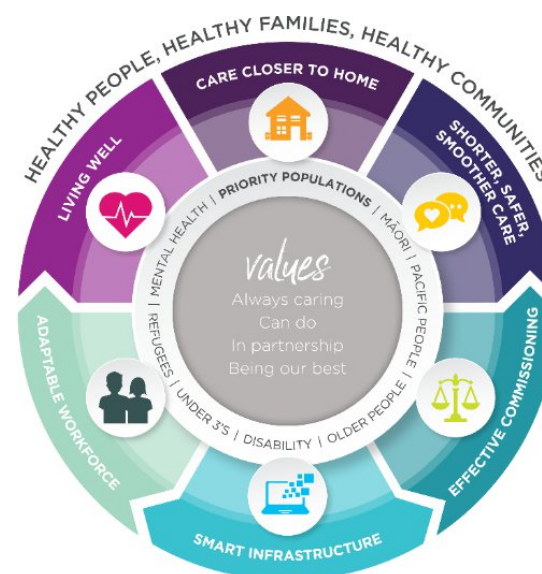 HEALTHY PEOPLE, HEALTHY FAMILIES, HEALTHY COMMUNITIES
CARE CLOSER TO HOME
SHORTER, SAFER,
SMOOTHER CARE
EFFECTIVE COMMISSIONING
SMART INFRASTRUCTURE
ADAPTABLE WORKFORCE
LIVING WELL
PRIORITY POPULATIONS | MĀORI | PACIFIC PEOPLE | OLDER PEOPLE | DISABILITY | UNDER 3'S | REFUGEES | MENTAL HEALTH |
values
Always caring
Can do
In partnership
Being our best